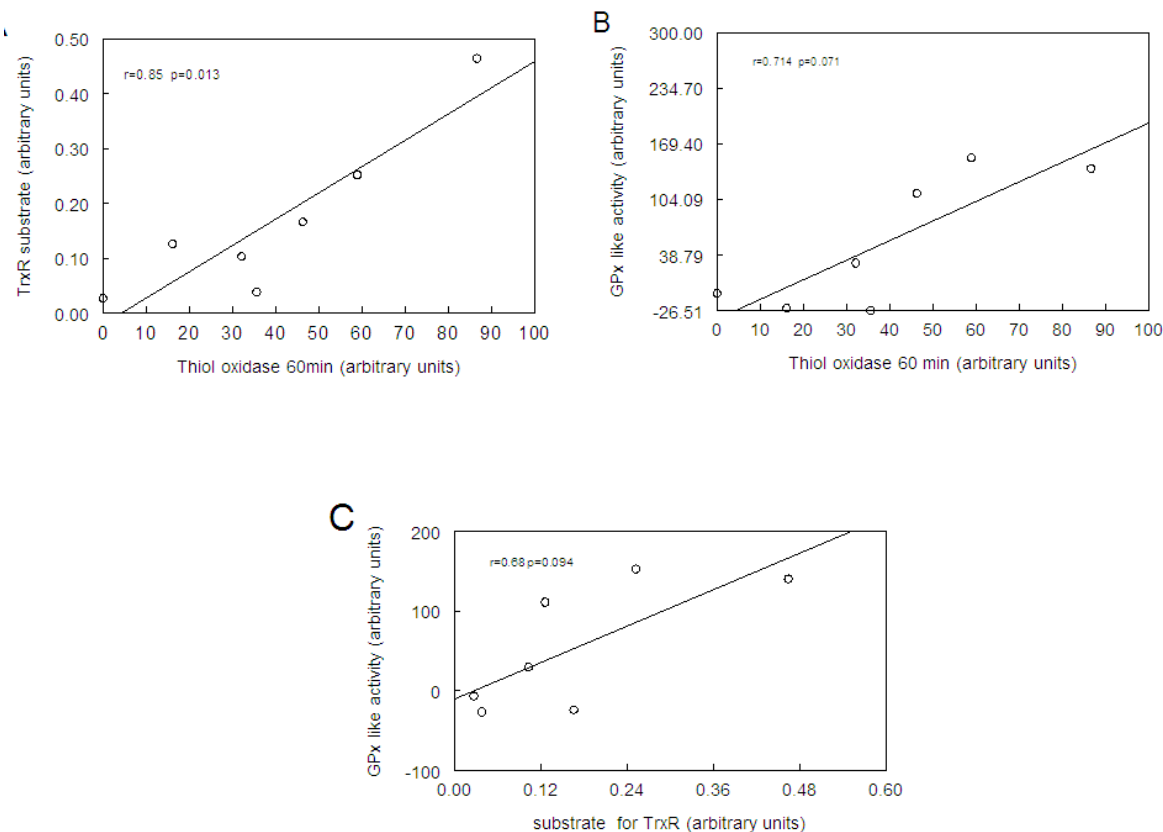 r=0.85 p=0.013
TrxR substrate (arbitrary units)
0.50
0.40
0.30
0.20
0.10
0.00
0 10 20 30 40 50 60 70 80 90 100
Thiol oxidase 60min (arbitrary units)
B
r=0.714 p=0.071
GPx like activity (arbitrary units)
300.00
234.70
169.40
104.09
38.79
-26.51
0 10 20 30 40 50 60 70 80 90 100
Thiol oxidase 60 min (arbitrary units)
C
r=0.68p=0.094
GPx like activity (arbitrary units)
200
100
0
-100
0.00 0.12 0.24 0.36 0.48 0.60
substrate for TrxR (arbitrary units)